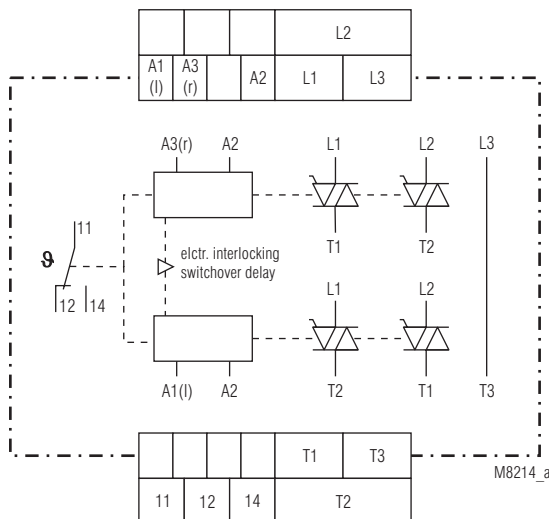 L2
A1 A3 A2 L1 L3
(l) (r)
A3(r) A2 L1 L2 L3
T1 T2
ϑ 11
12 14
elctr. interlocking
switchover delay
L1 L2
A1(l) A2 T2 T1 T3
T1 T3
11 12 14 T2
M8214_a